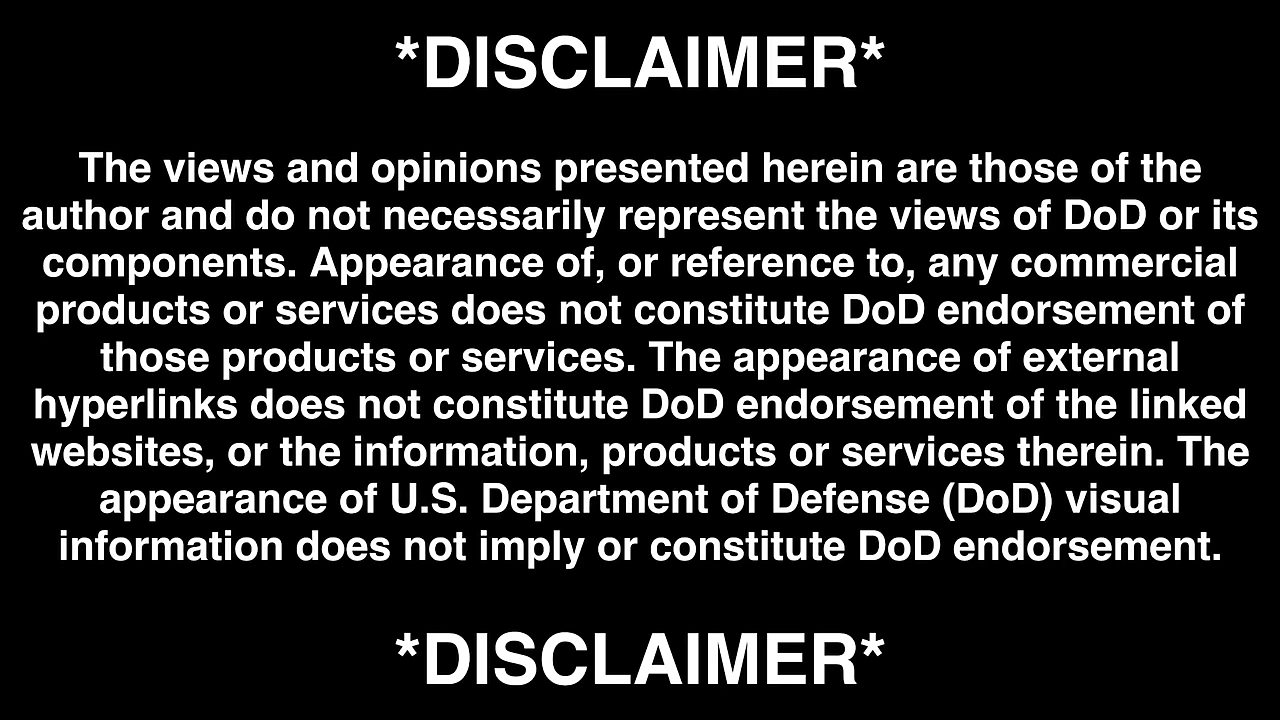 *DISCLAIMER*
The views and opinions presented herein are those of the
author and do not necessarily represent the views of DoD or its
components. Appearance of, or reference to, any commercial
products or services does not constitute DoD endorsement of
those products or services. The appearance of external
hyperlinks does not constitute DoD endorsement of the linked
websites, or the information, products or services therein. The
appearance of U.S. Department of Defense (DoD) visual
information does not imply or constitute DoD endorsement.
*DISCLAIMER*